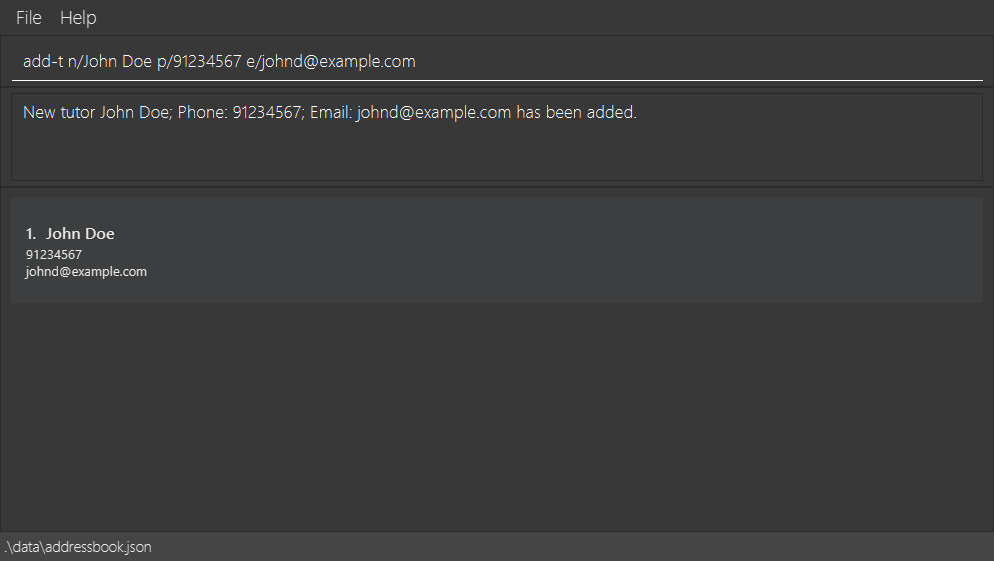 File Help
add-t n/John Doe p/91234567 e/johnd@example.com
New tutor John Doe; Phone: 91234567; Email: johnd@example.com has been added.
1. John Doe
91234567
johnd@example.com
.\data\addressbook.json